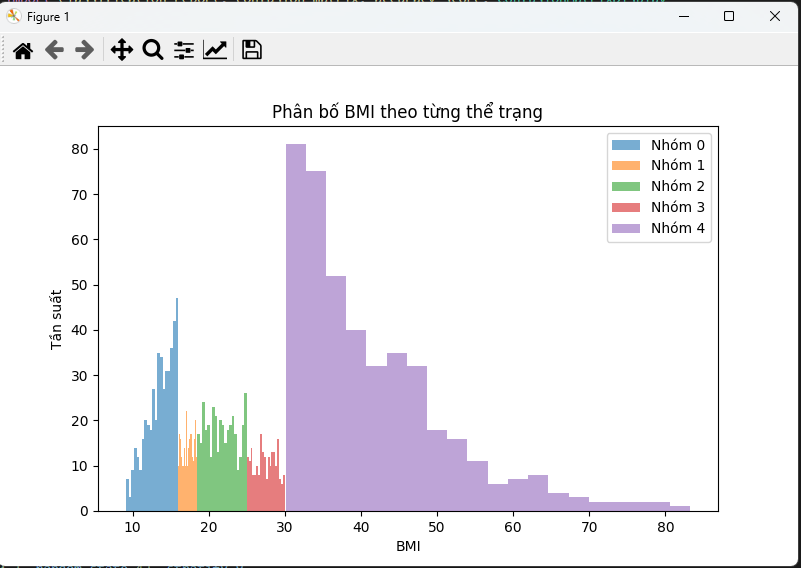 Figure 1
Phân bố BMI theo từng thể trạng
Nhóm 0
Nhóm 1
Nhóm 2
Nhóm 3
Nhóm 4
80
70
60
50
40
30
20
10
0
Tần suất
10 20 30 40 50 60 70 80
BMI